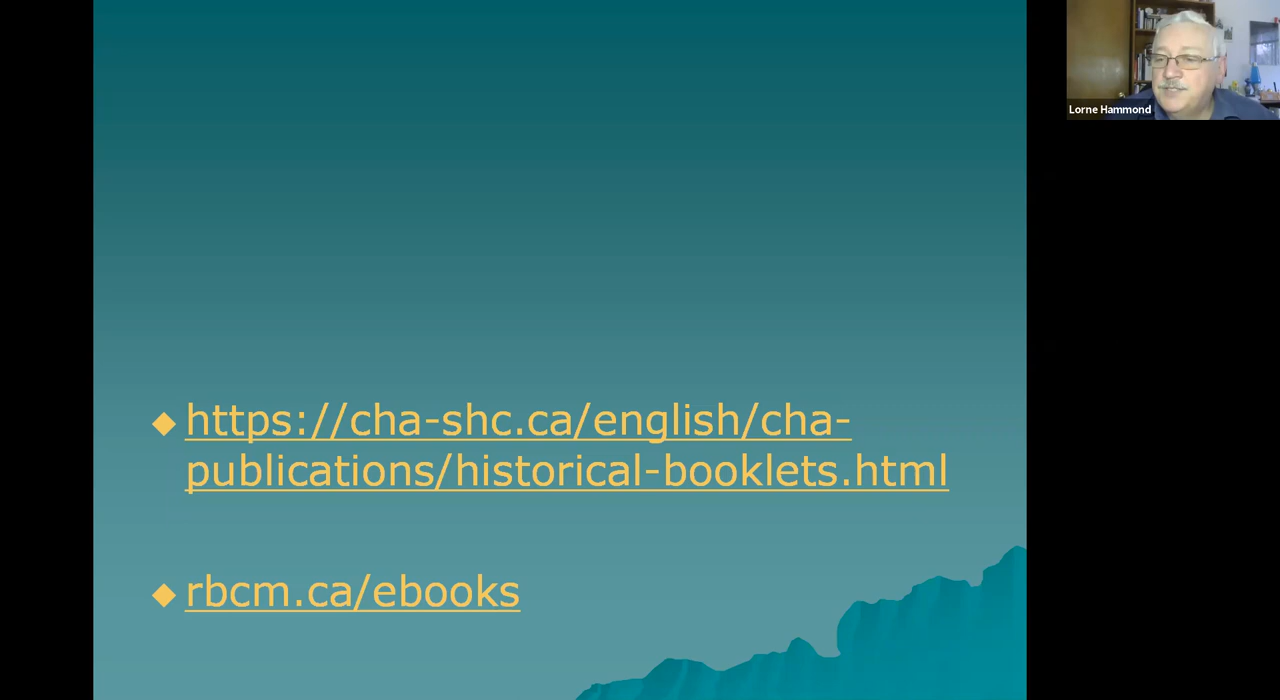 Lorne Hammond
https://cha-shc.ca/english/cha-
publications/historical-booklets.html
rbcm.ca/ebooks